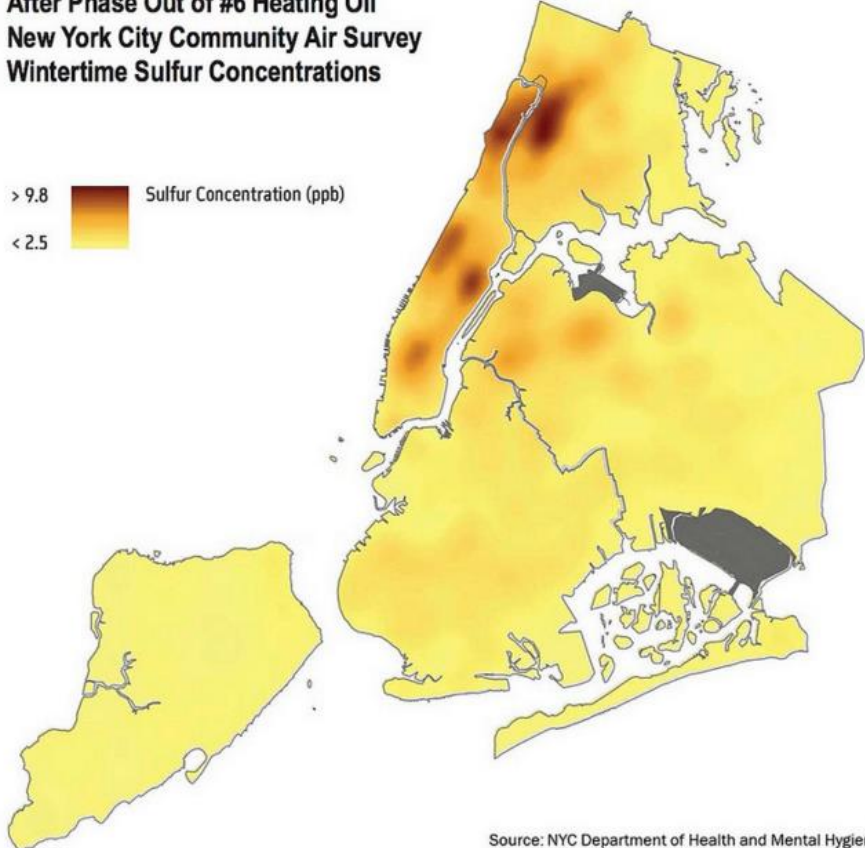 After Phase Out of #6 Heating Oil
New York City Community Air Survey
Wintertime Sulfur Concentrations
> 9.8
Sulfur Concentration (ppb)
< 2.5
Source: NYC Department of Health and Mental Hygien